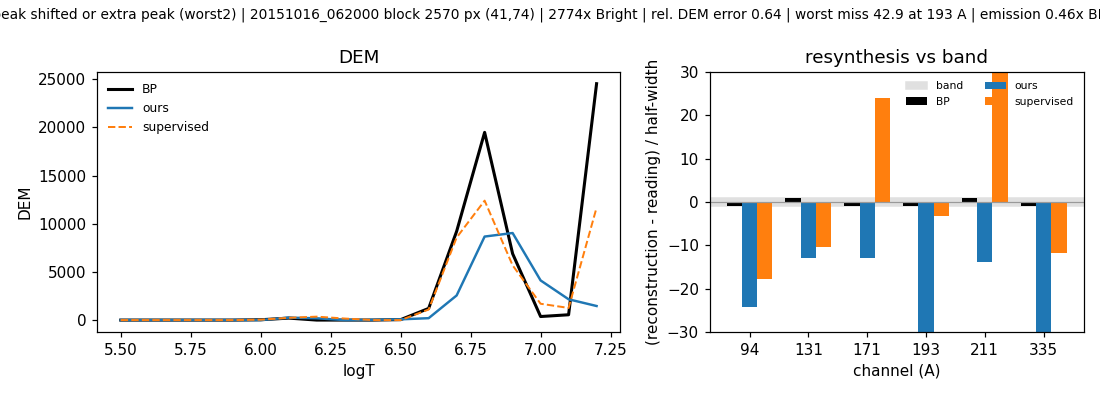 eak shifted or extra peak (worst2) | 20151016_062000 block 2570 px (41,74) | 2774x Bright | rel. DEM error 0.64 | worst miss 42.9 at 193 A | emission 0.46x B
DEM
25000
20000
15000
10000
5000
0
DEM
BP
ours
supervised
5.50 5.75 6.00 6.25 6.50 6.75 7.00 7.25
logT
resynthesis vs band
30
20
10
0
−10
−20
−30
(reconstruction - reading) / half-width
band
BP
ours
supervised
94 131 171 193 211 335
channel (A)